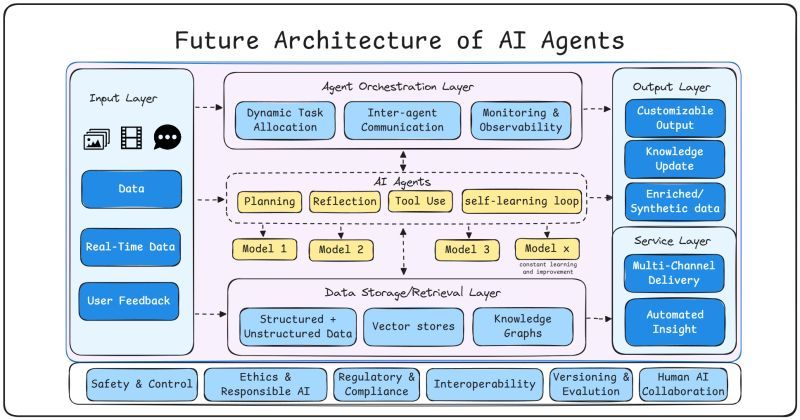 Future Architecture of AI Agents
Input Layer
Data
Real-Time Data
User Feedback
Agent Orchestration Layer
Dynamic Task
Allocation
Inter-agent
Communication
Monitoring &
Observability
AI Agents
Planning
Reflection
Tool Use
self-learning loop
Model 1
Model 2
Model 3
Model x
constant learning
and improvement
Data Storage/Retrieval Layer
Structured +
Unstructured Data
Vector stores
Knowledge
Graphs
Output Layer
Customizable
Output
Knowledge
Update
Enriched/
Synthetic data
Service Layer
Multi-Channel
Delivery
Automated
Insight
Safety & Control
Ethics &
Responsible AI
Regulatory &
Compliance
Interoperability
Versioning &
Evalution
Human AI
Collaboration